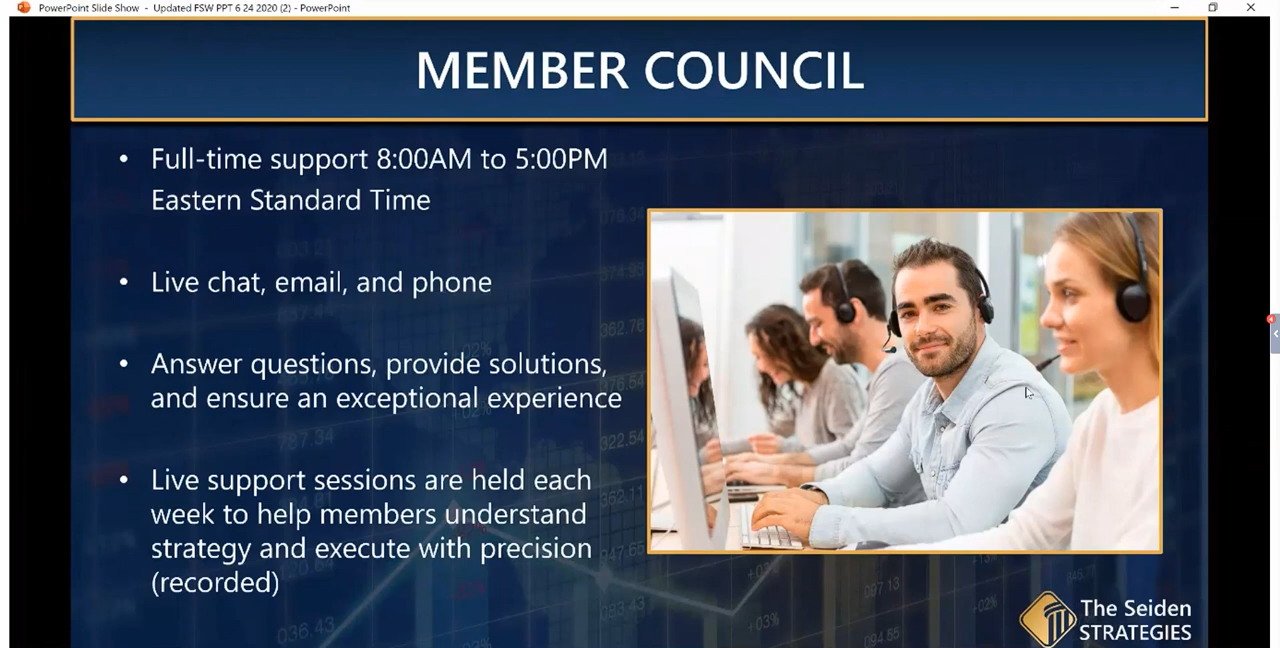 PowerPoint Slide Show - Updated FSW PPT 6 24 2020 (2) - PowerPoint
MEMBER COUNCIL
• Full-time support 8:00AM to 5:00PM
Eastern Standard Time
• Live chat, email, and phone
• Answer questions, provide solutions,
and ensure an exceptional experience
• Live support sessions are held each
week to help members understand
strategy and execute with precision
(recorded)
The Seiden
STRATEGIES